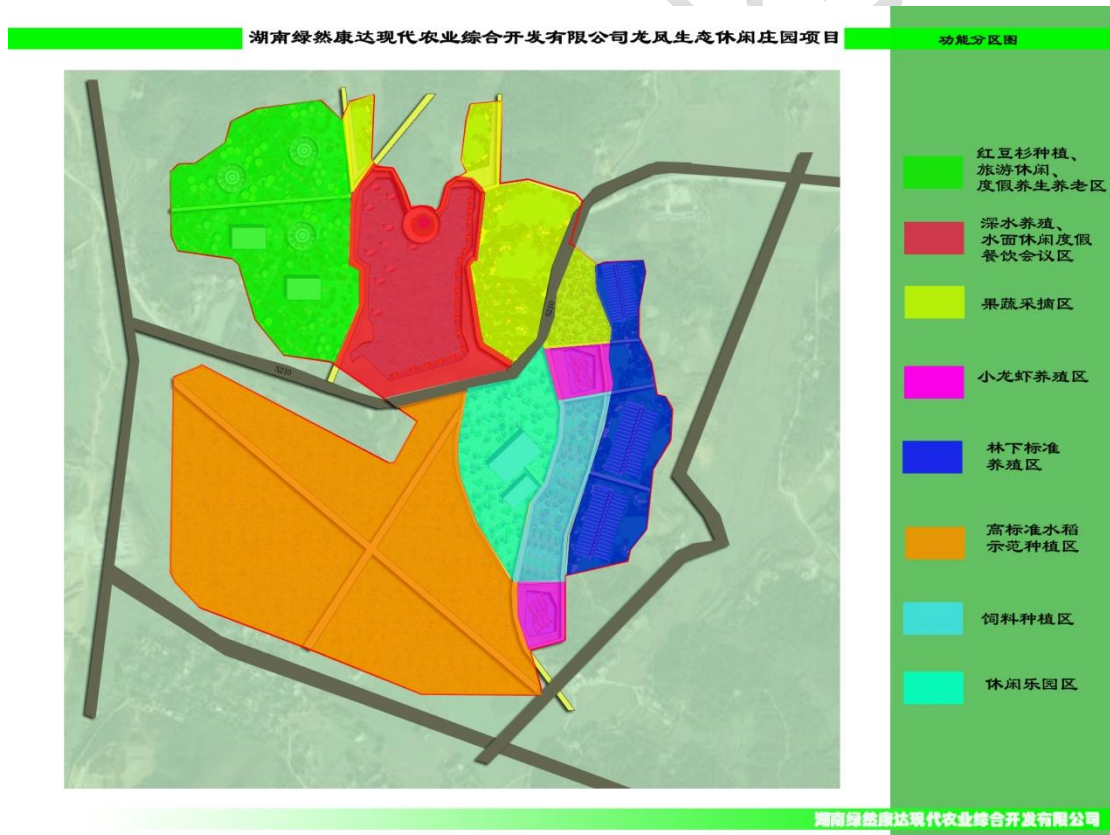 湖南绿然康达现代农业综合开发有限公司龙凤生态休闲庄园项目
功能分区图
红豆杉种植、
旅游休闲、
度假养生养老区
深水养殖、
水面休闲度假
餐饮会议区
果蔬采摘区
小龙虾养殖区
林下标准
养殖区
高标准水稻
示范种植区
饲料种植区
休闲乐园区
S210
S210
湖南绿然康达现代农业综合开发有限公司